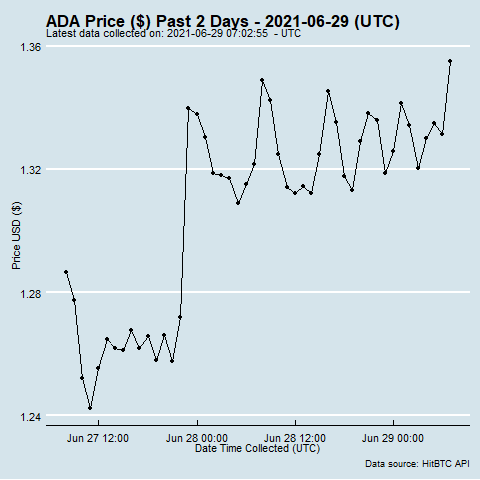 ADA Price ($) Past 2 Days - 2021-06-29 (UTC)
Latest data collected on: 2021-06-29 07:02:55 - UTC
1.36
1.32
1.28
1.24
Price USD ($)
Jun 27 12:00 Jun 28 00:00 Jun 28 12:00 Jun 29 00:00
Date Time Collected (UTC)
Data source: HitBTC API